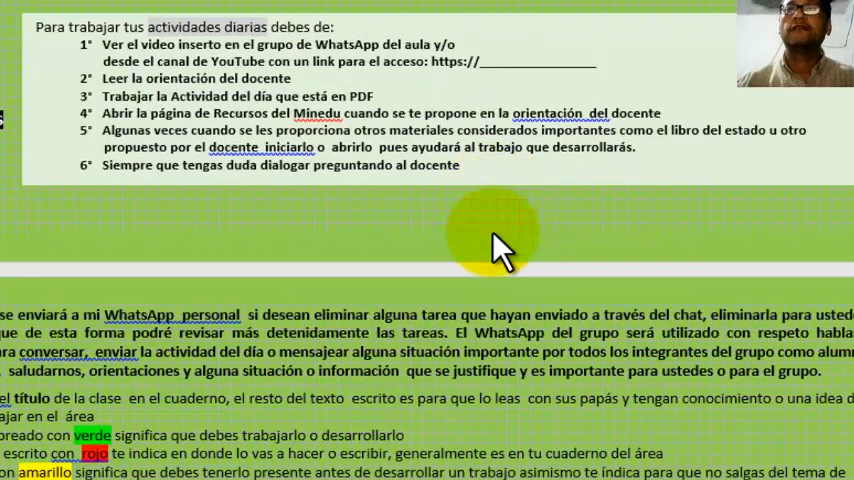 Para trabajar tus actividades diarias debes de:
1° Ver el video inserto en el grupo de WhatsApp del aula y/o
desde el canal de YouTube con un link para el acceso: https://________________
2° Leer la orientación del docente
3° Trabajar la Actividad del día que está en PDF
4° Abrir la página de Recursos del Minedu cuando se te propone en la orientación del docente
5° Algunas veces cuando se les proporciona otros materiales considerados importantes como el libro del estado u otro
propuesto por el docente iniciarlo o abrirlo pues ayudará al trabajo que desarrollarás.
6° Siempre que tengas duda dialogar preguntando al docente
se enviará a mi WhatsApp personal si desean eliminar alguna tarea que hayan enviado a través del chat, eliminarla para ustede
que de esta forma podré revisar más detenidamente las tareas. El WhatsApp del grupo será utilizado con respeto habla
ra conversar, enviar la actividad del día o mensajear alguna situación importante por todos los integrantes del grupo como alum
, saludarnos, orientaciones y alguna situación o información que se justifique y es importante para ustedes o para el grupo.
el título de la clase en el cuaderno, el resto del texto escrito es para que lo leas con sus papás y tengan conocimiento o una idea d
ajar en el área
breado con verde significa que debes trabajarlo o desarrollarlo
escrito con rojo te indica en donde lo vas a hacer o escribir, generalmente es en tu cuaderno del área
on amarillo significa que debes tenerlo presente antes de desarrollar un trabajo asimismo te índica para que no salgas del tema de